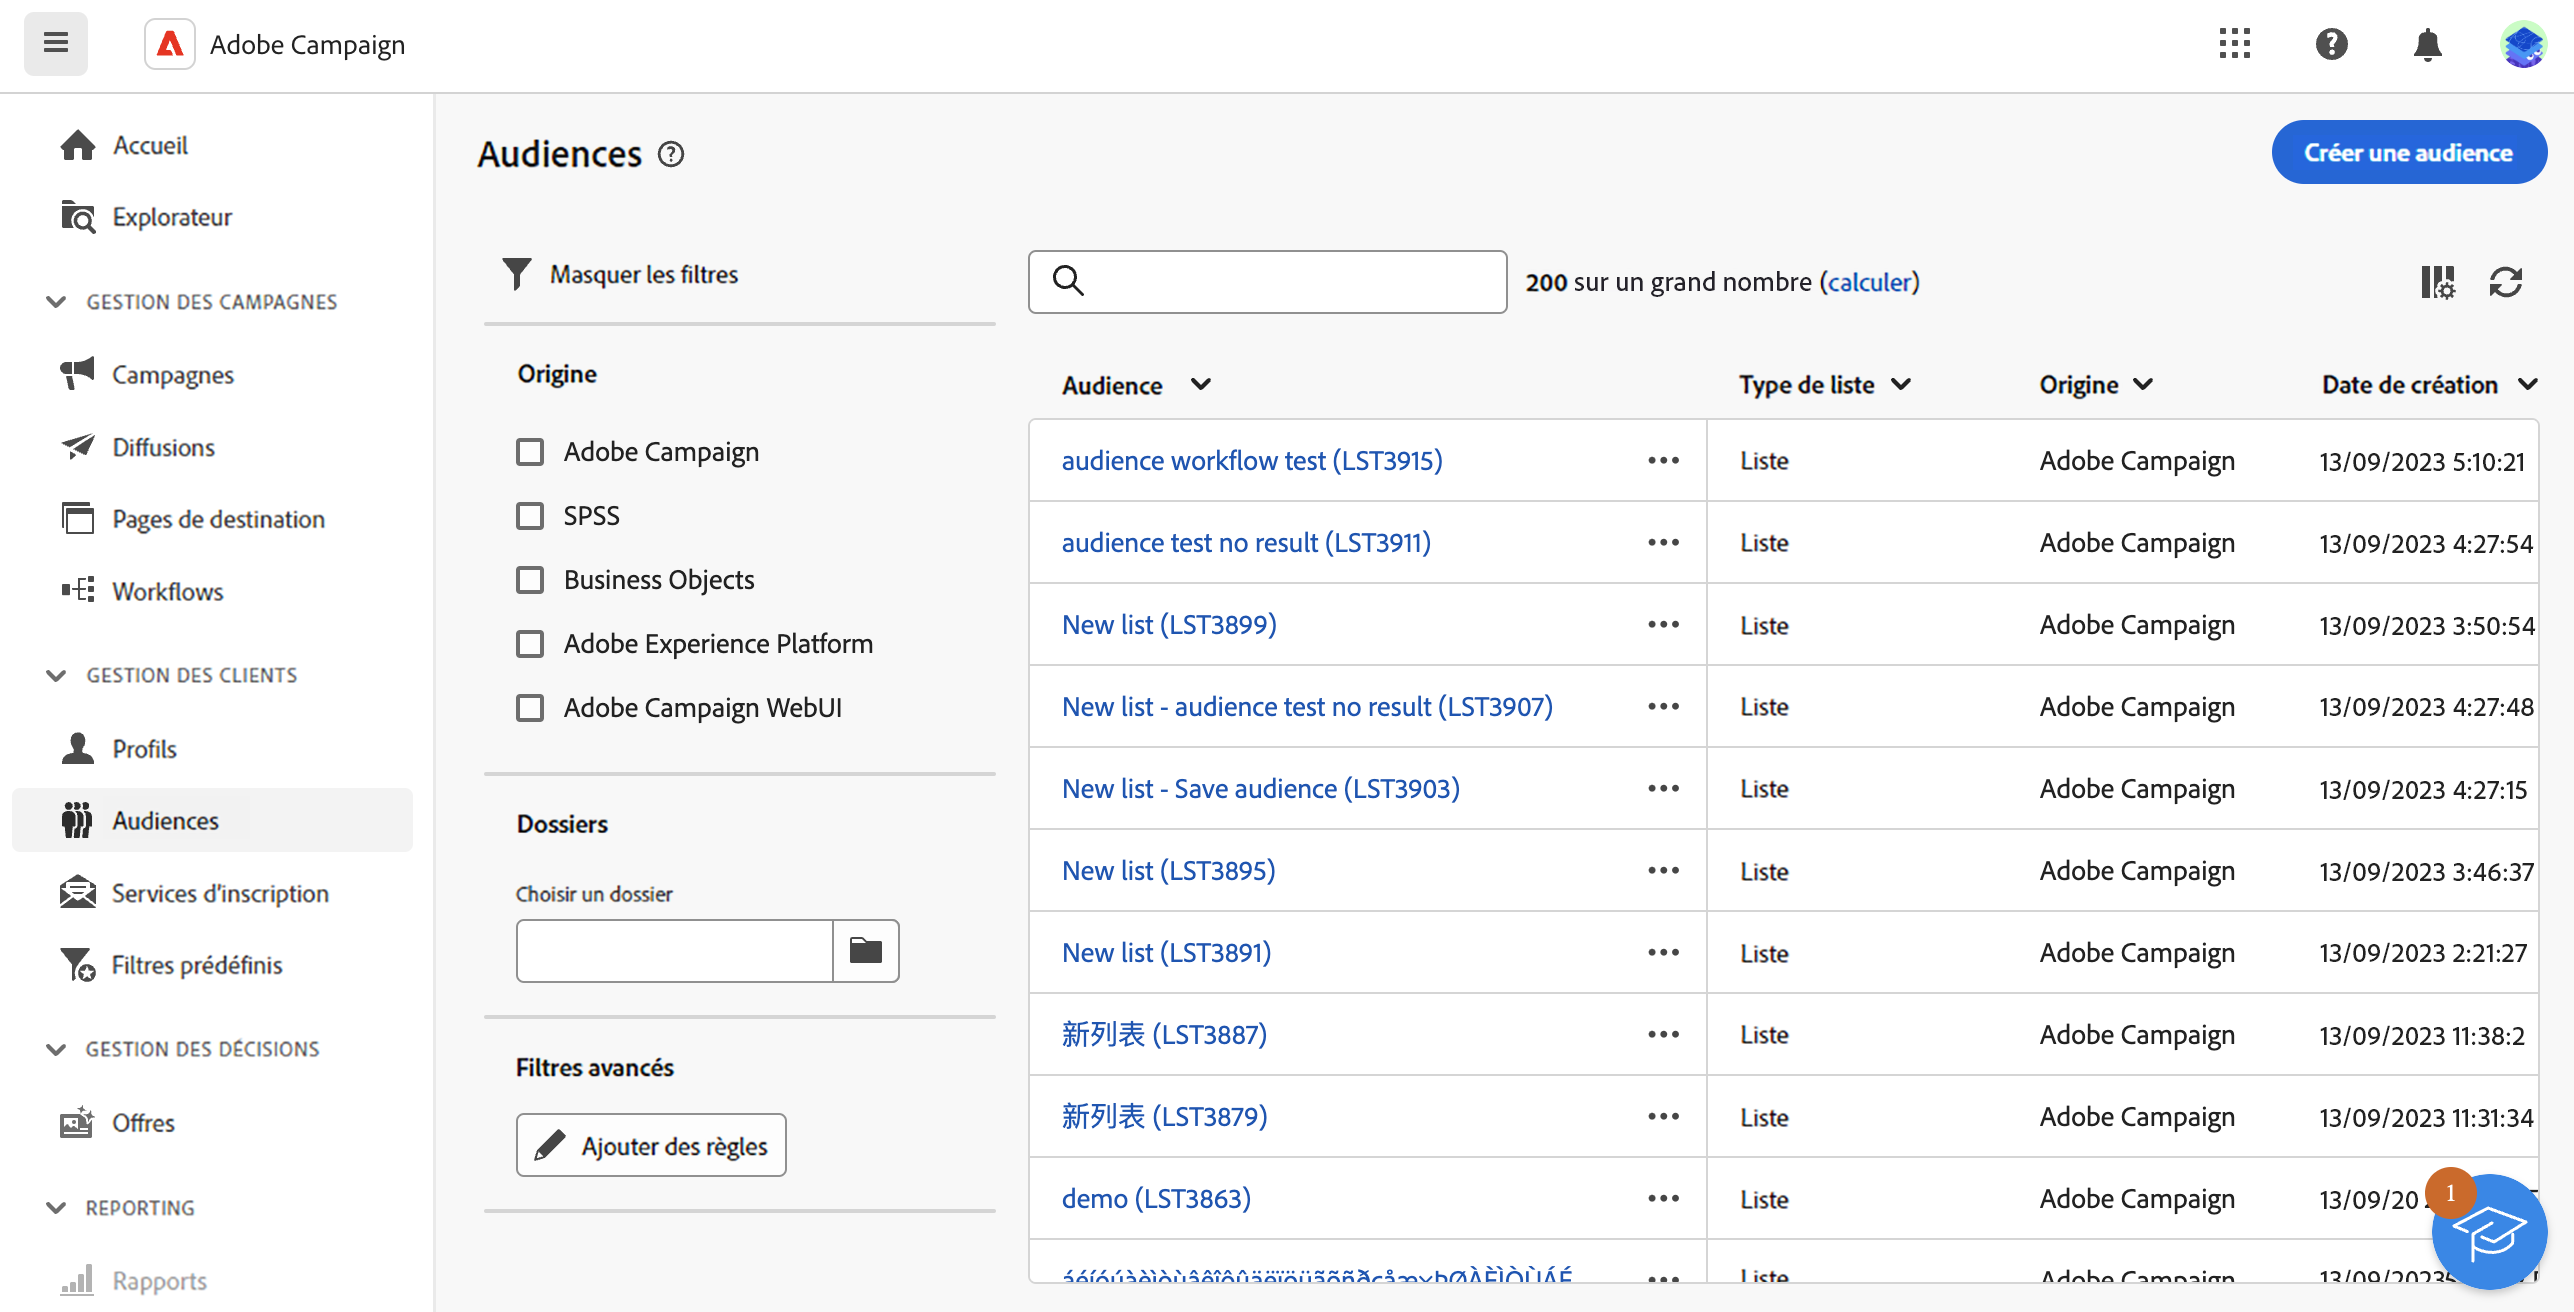 Adobe Campaign
Accueil
Explorateur
GESTION DES CAMPAGNES
Campagnes
Diffusions
Pages de destination
Workflows
GESTION DES CLIENTS
Profils
Audiences
Services d'inscription
Filtres prédéfinis
GESTION DES DÉCISIONS
Offres
REPORTING
Rapports
Audiences
Créer une audience
Masquer les filtres
Origine
Adobe Campaign
SPSS
Business Objects
Adobe Experience Platform
Adobe Campaign WebUI
Dossiers
Choisir un dossier
Filtres avancés
Ajouter des règles
200 sur un grand nombre (calculer)
Audience Type de liste Origine Date de création
audience workflow test (LST3915) Liste Adobe Campaign 13/09/2023 5:10:21
audience test no result (LST3911) Liste Adobe Campaign 13/09/2023 4:27:54
New list (LST3899) Liste Adobe Campaign 13/09/2023 3:50:54
New list - audience test no result (LST3907) Liste Adobe Campaign 13/09/2023 4:27:48
New list - Save audience (LST3903) Liste Adobe Campaign 13/09/2023 4:27:15
New list (LST3895) Liste Adobe Campaign 13/09/2023 3:46:37
New list (LST3891) Liste Adobe Campaign 13/09/2023 2:21:27
新列表 (LST3887) Liste Adobe Campaign 13/09/2023 11:38:2
新列表 (LST3879) Liste Adobe Campaign 13/09/2023 11:31:34
demo (LST3863) Liste Adobe Campaign 13/09/20
Liste Adobe Campaign 13/09/2023
1